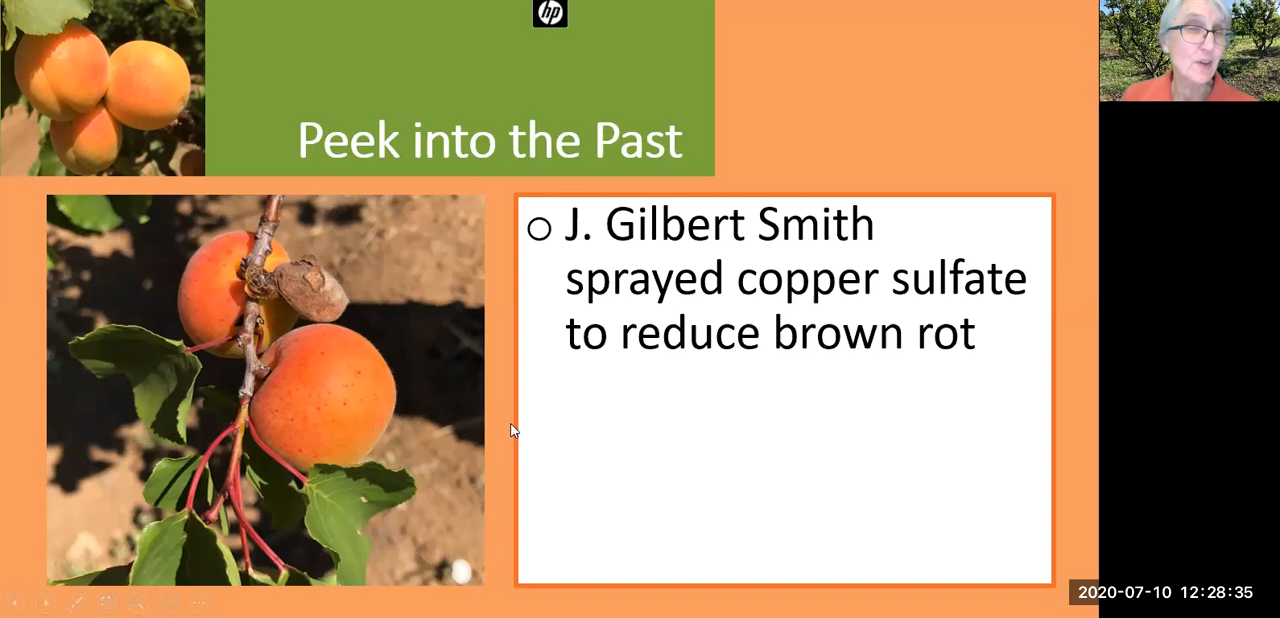 hp
Peek into the Past
J. Gilbert Smith
sprayed copper sulfate
to reduce brown rot
2020-07-10 12:28:35